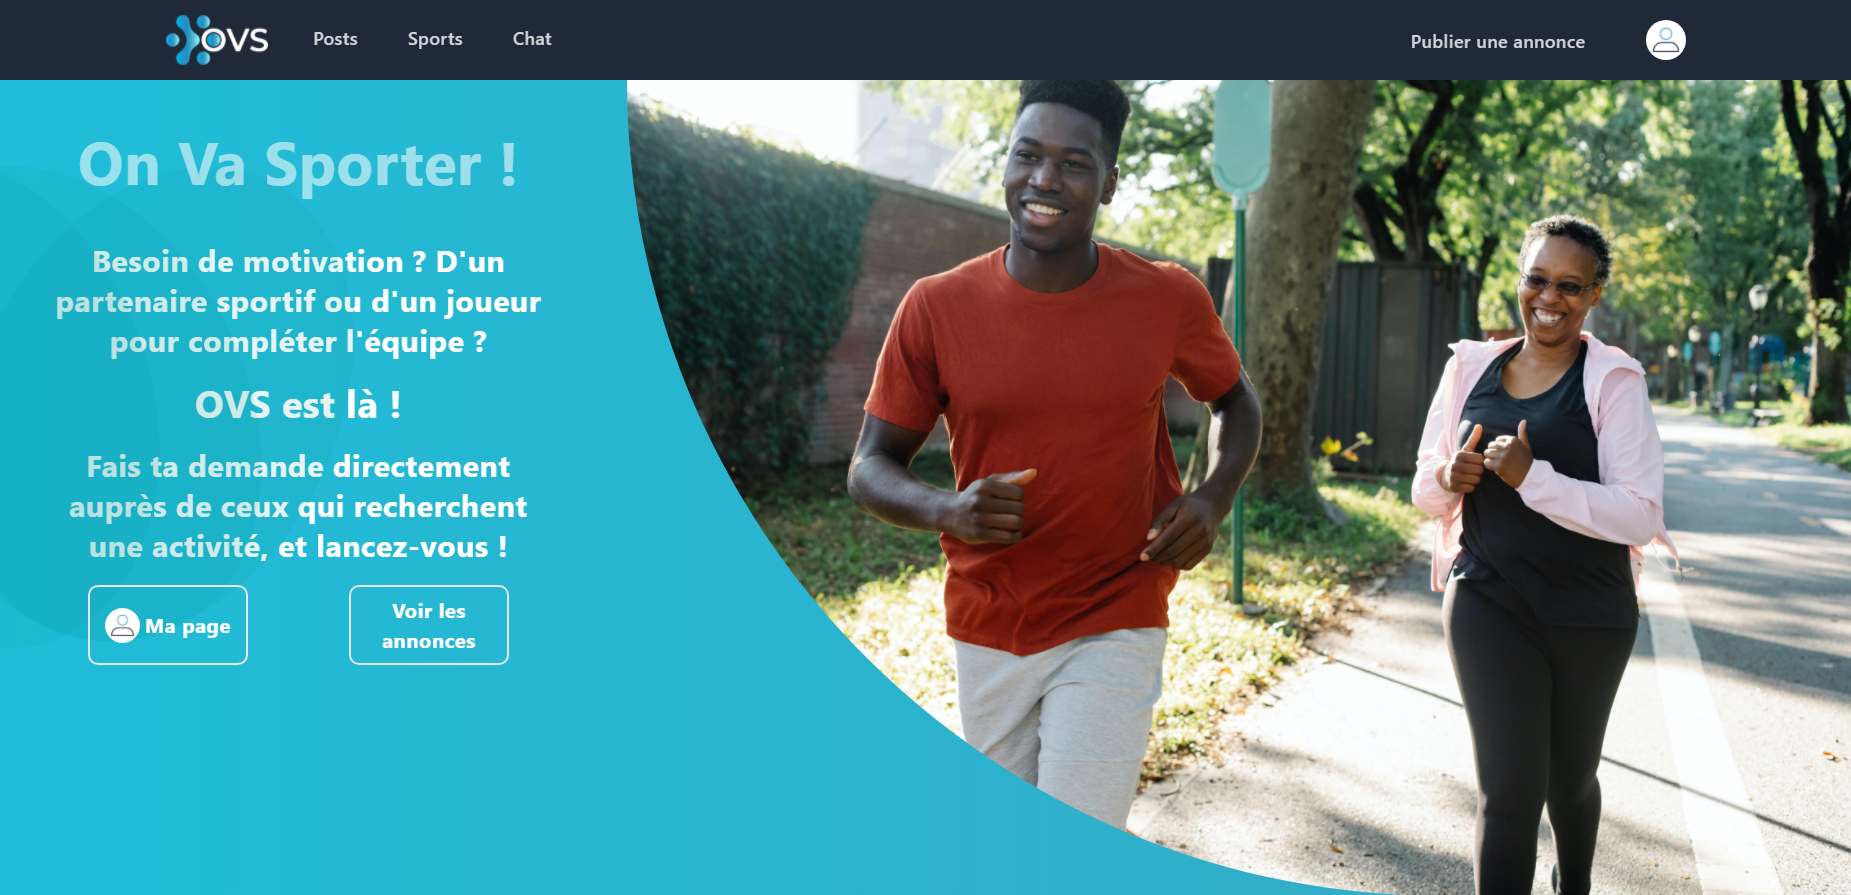 OVS
Posts
Sports
Chat
Publier une annonce
On Va Sporter !
Besoin de motivation ? D'un
partenaire sportif ou d'un joueur
pour compléter l'équipe ?
OVS est là !
Fais ta demande directement
auprès de ceux qui recherchent
une activité, et lancez-vous !
Ma page
Voir les
annonces